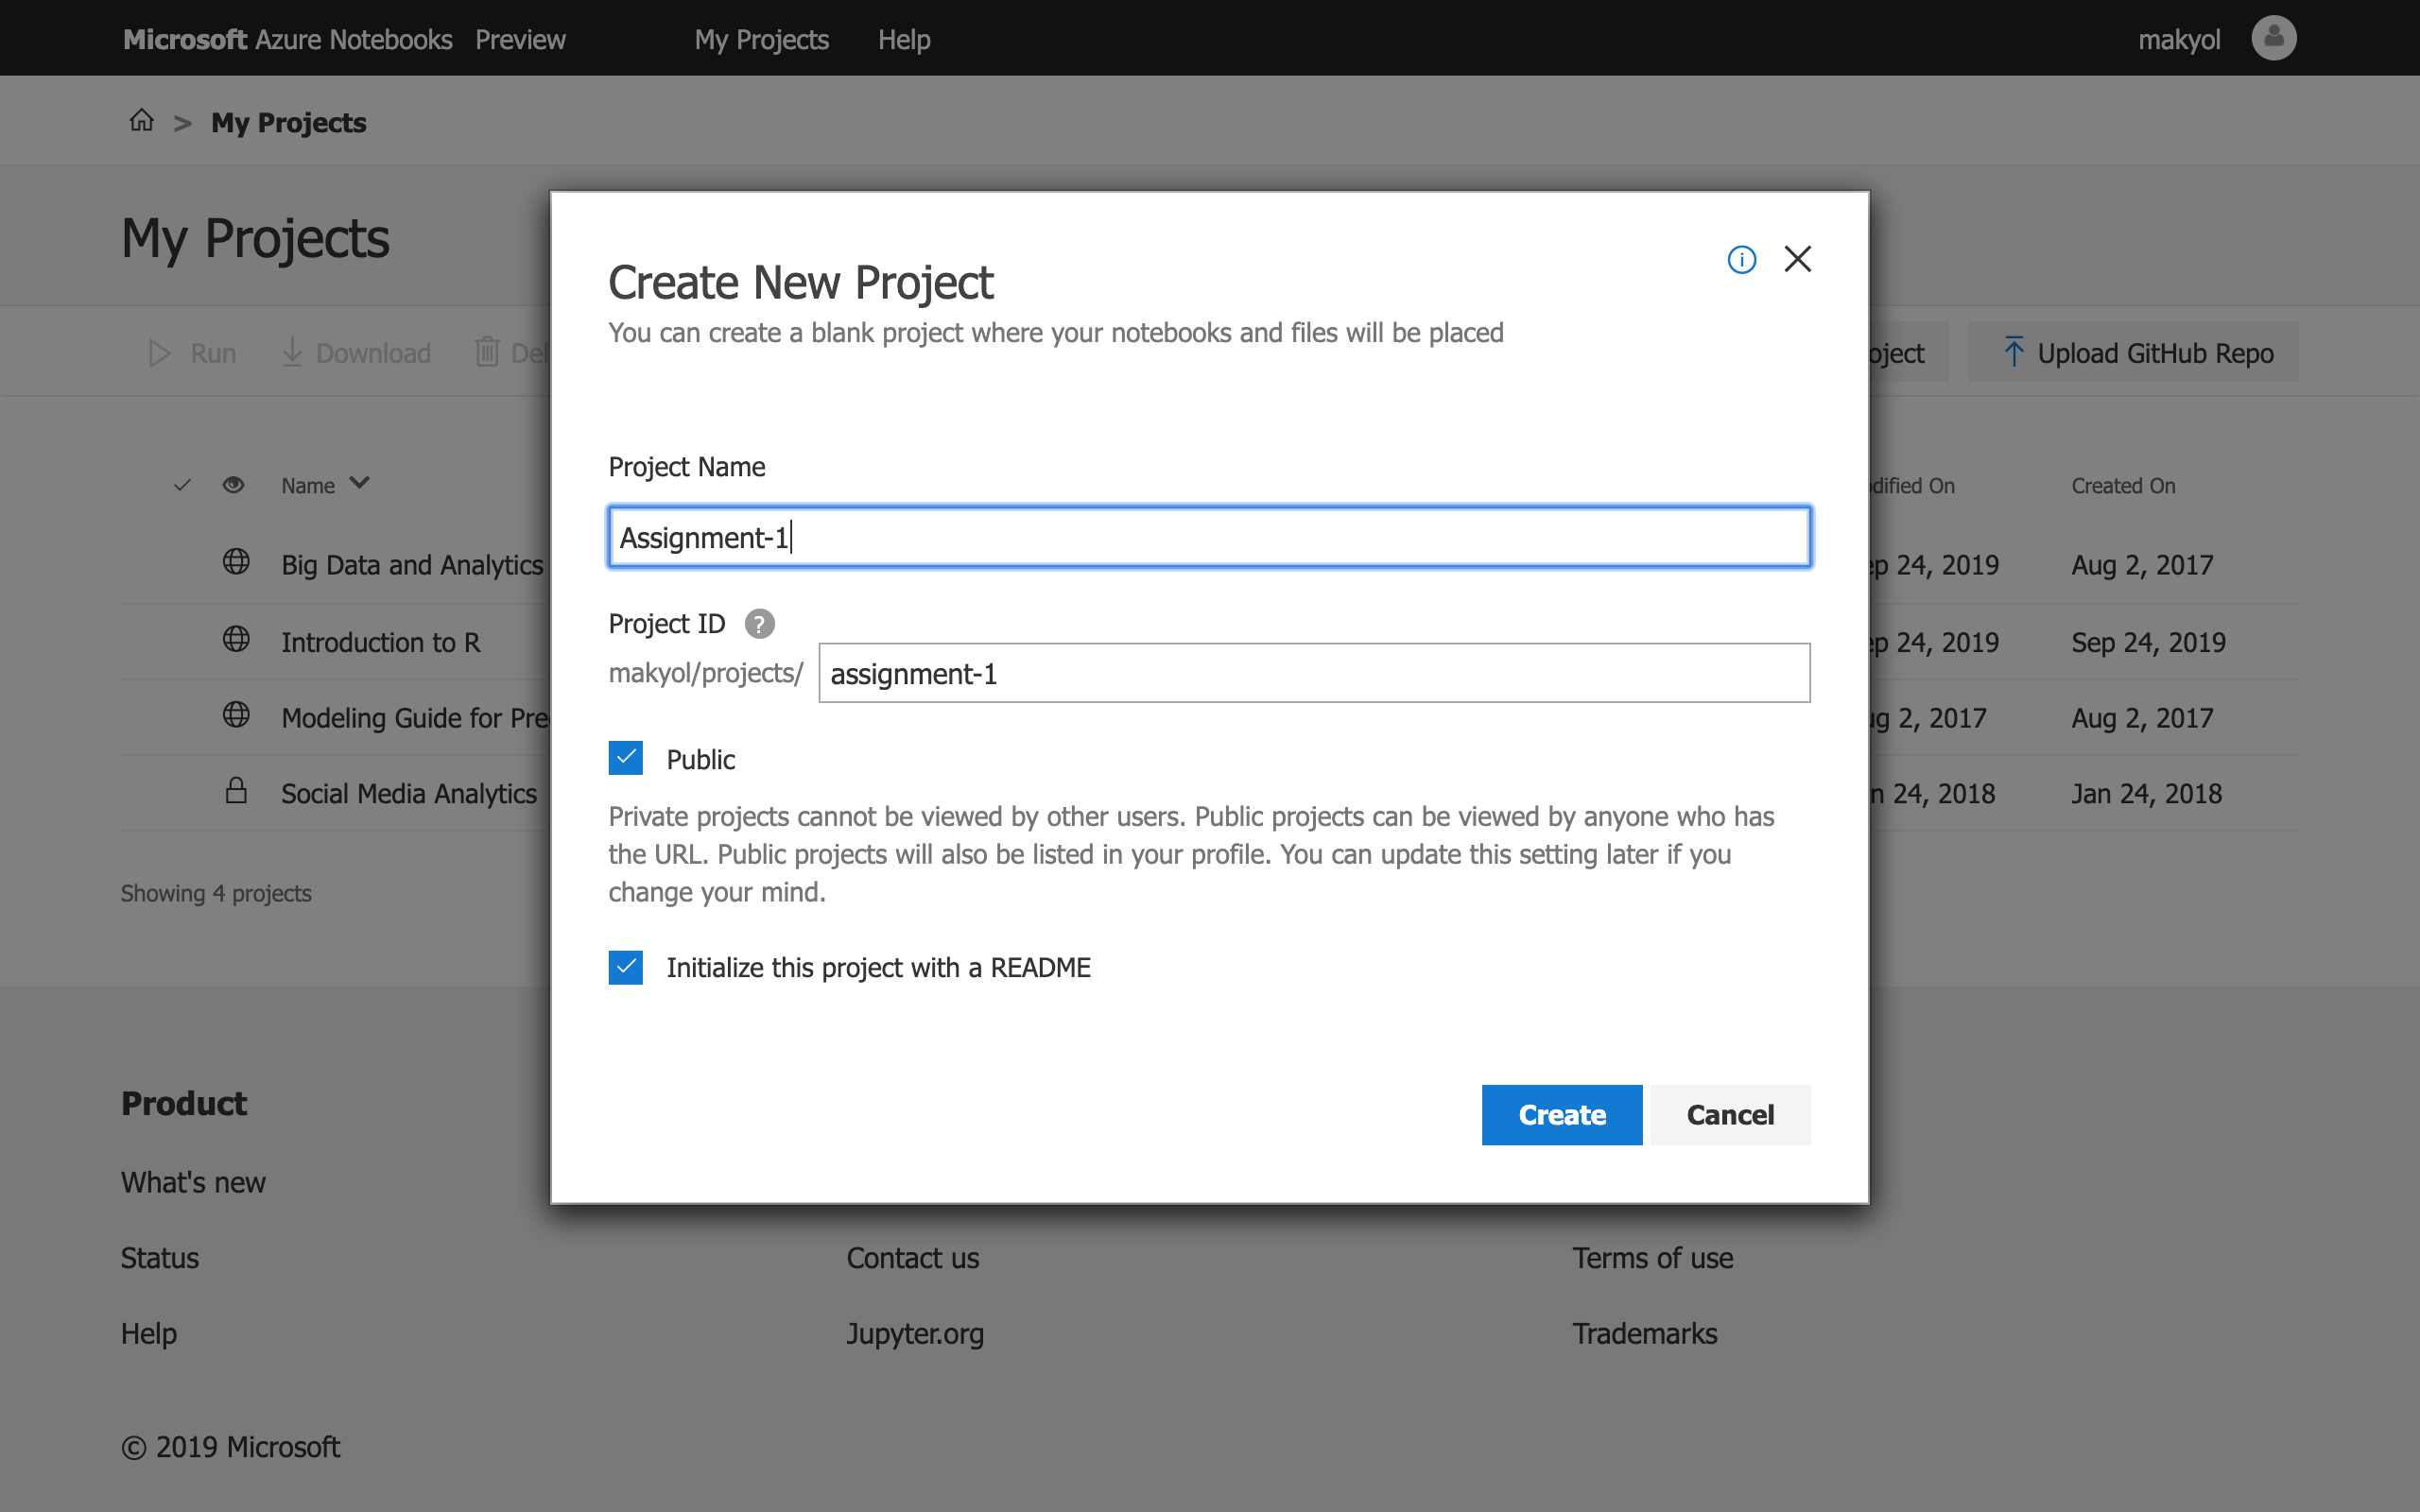 Microsoft Azure Notebooks Preview My Projects Help makyol
> My Projects
My Projects
Create New Project
You can create a blank project where your notebooks and files will be placed
Run Download Upload GitHub Repo
Project Name
Name Created On
Assignment-1
Big Data and Analytics 24, 2019 Aug 2, 2017
Project ID ?
Introduction to R 24, 2019 Sep 24, 2019
makyol/projects/ assignment-1
Modeling Guide for 2, 2017 Aug 2, 2017
Public
Social Media Analytics 24, 2018 Jan 24, 2018
Private projects cannot be viewed by other users. Public projects can be viewed by anyone who has
the URL. Public projects will also be listed in your profile. You can update this setting later if you
change your mind.
Showing 4 projects
Initialize this project with a README
Create Cancel
Product
What's new
Status Contact us Terms of use
Help Jupyter.org Trademarks
© 2019 Microsoft